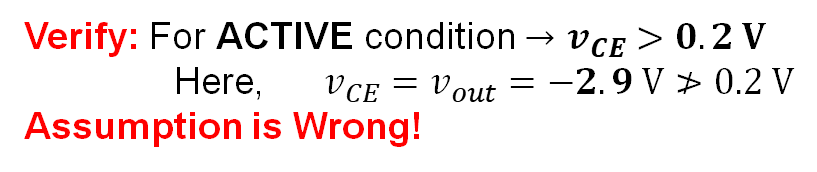 Verify: For ACTIVE condition → v_CE > 0.2 V
Here, v_CE = v_out = −2.9 V ≯ 0.2 V
Assumption is Wrong!